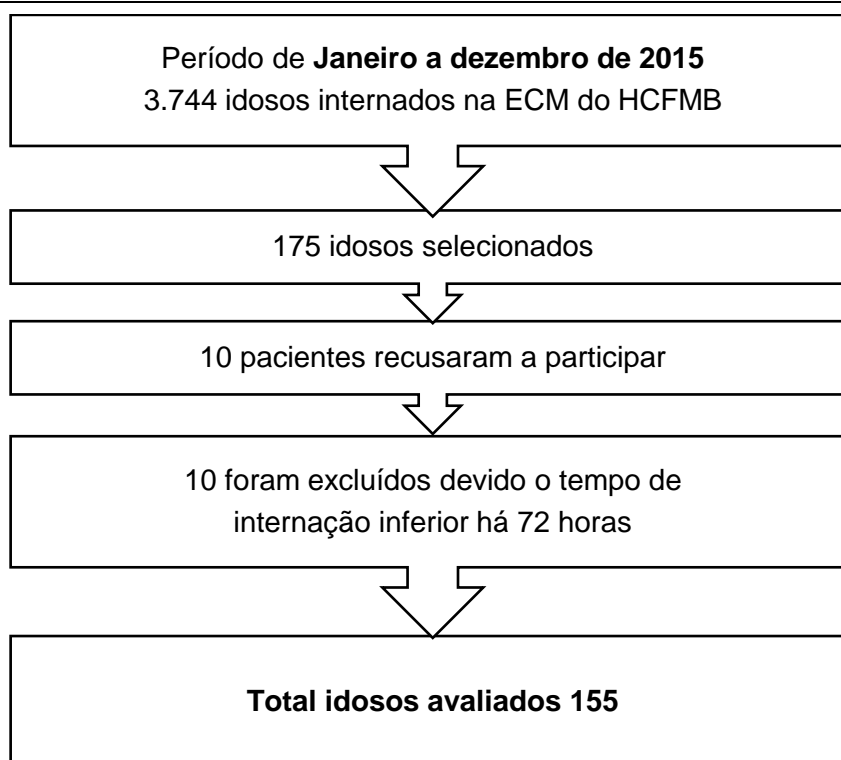 Período de Janeiro a dezembro de 2015
3.744 idosos internados na ECM do HCFMB
175 idosos selecionados
10 pacientes recusaram a participar
10 foram excluídos devido o tempo de
internação inferior há 72 horas
Total idosos avaliados 155